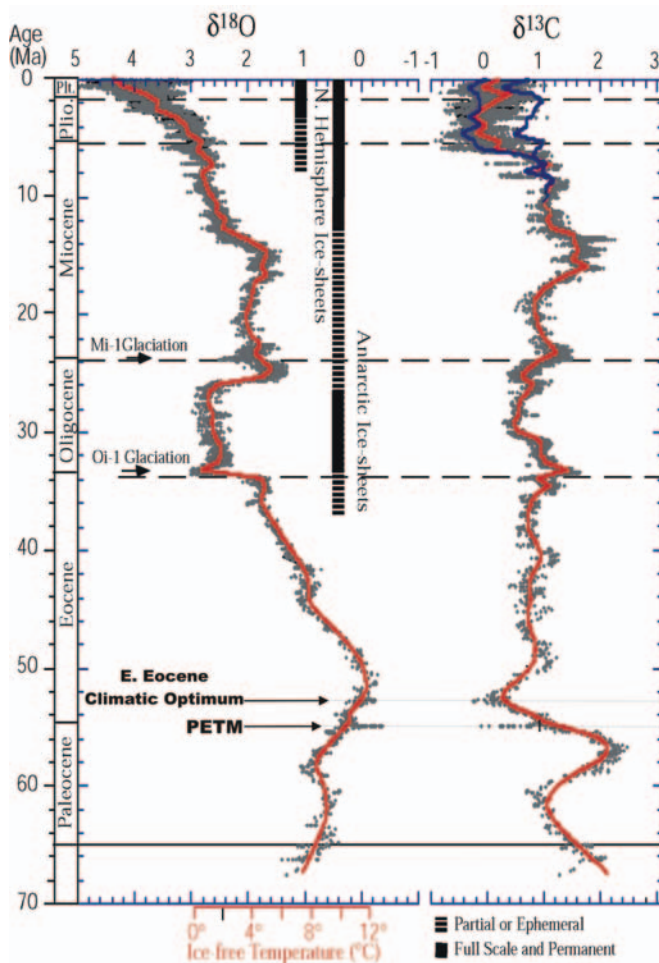 Age
(Ma)
δ¹⁸O
δ¹³C
5 4 3 2 1 0 -1
-1 0 1 2 3
0
10
20
30
40
50
60
70
Plt.
Plio.
Miocene
Oligocene
Eocene
Paleocene
N. Hemisphere Ice-sheets
Anarctic Ice-sheets
Mi-1Glaciation
Oi-1 Glaciation
E. Eocene
Climatic Optimum
PETM
0° 4° 8° 12°
Ice-free Temperature (°C)
Partial or Ephemeral
Full Scale and Permanent